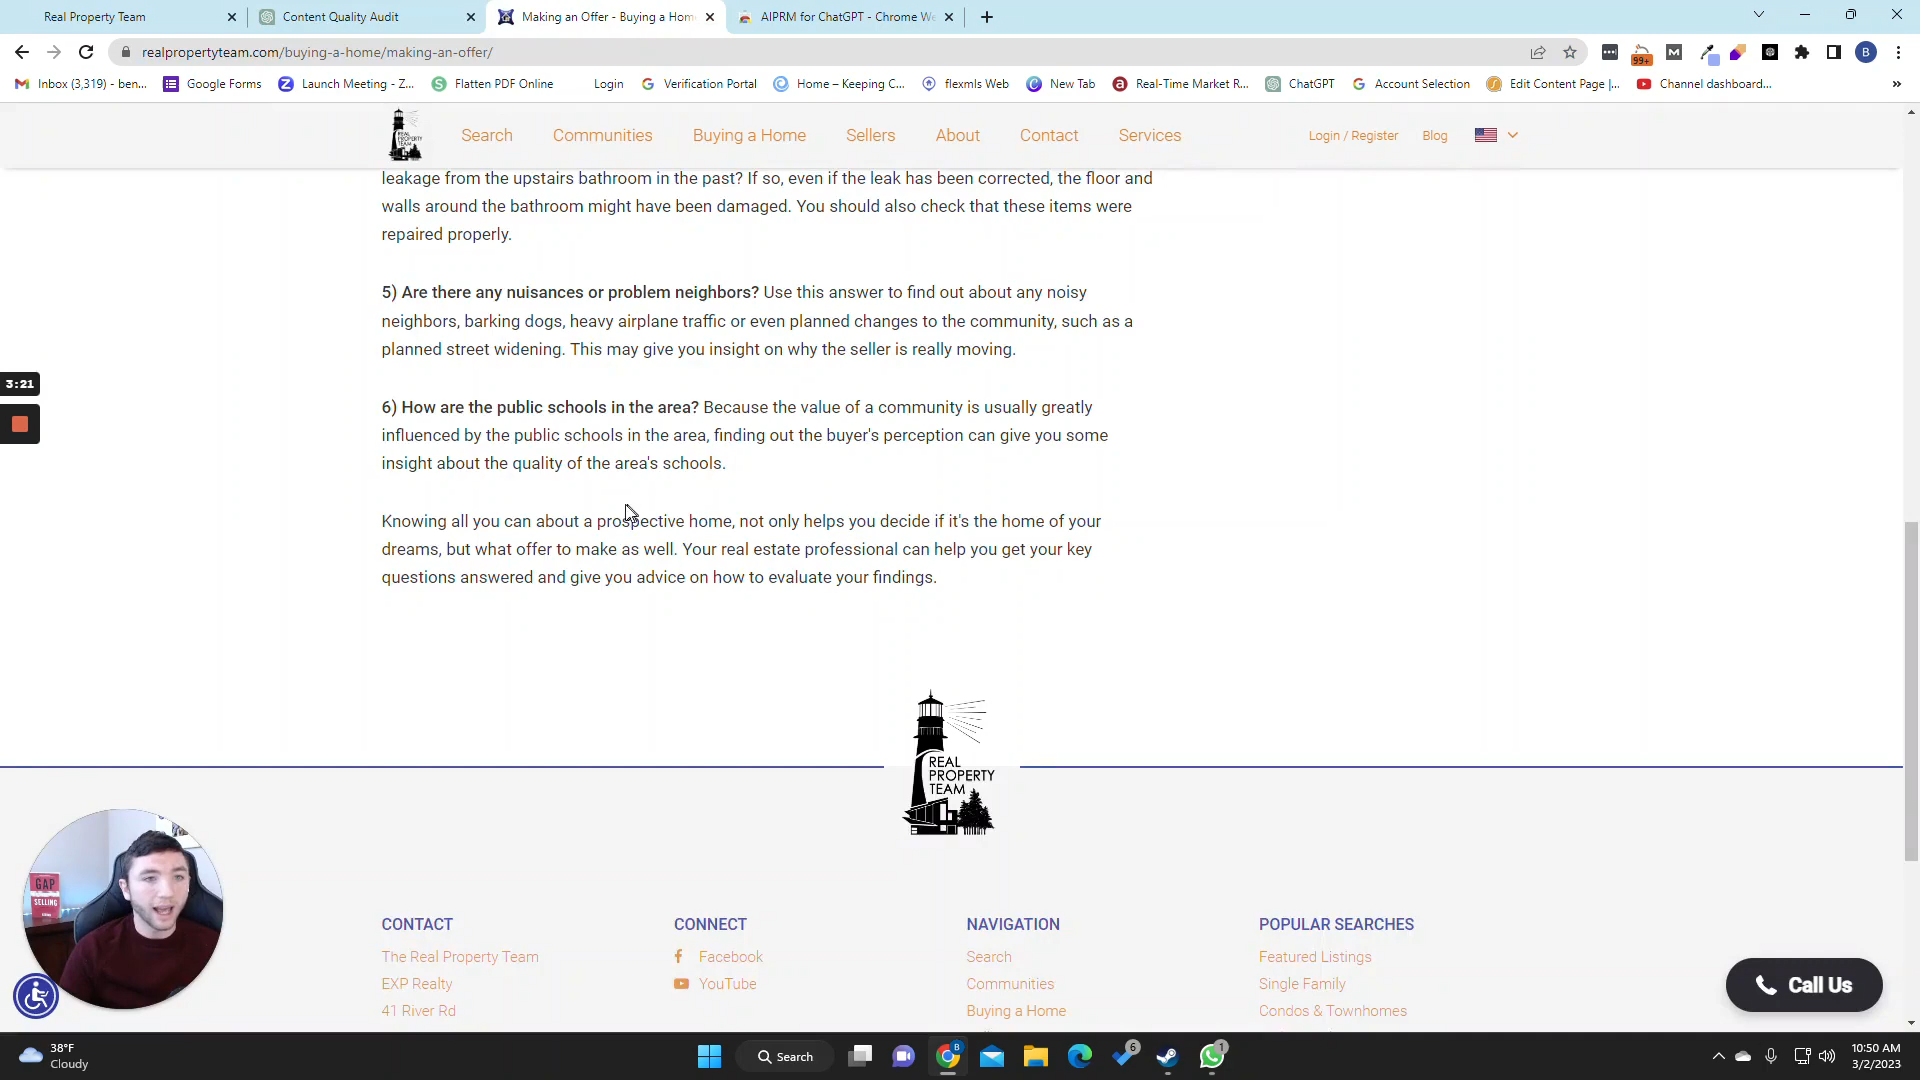 Real Property Team
Content Quality Audit
Making an Offer - Buying a Hom
AIPRM for ChatGPT - Chrome We
realpropertyteam.com/buying-a-home/making-an-offer/
99+
M
B
Inbox (3,319) - ben...
Google Forms
Launch Meeting - Z...
Flatten PDF Online
Login
Verification Portal
Home – Keeping C...
flexmls Web
New Tab
Real-Time Market R...
ChatGPT
Account Selection
Edit Content Page |...
Channel dashboard...
»
REAL PROPERTY TEAM
Search
Communities
Buying a Home
Sellers
About
Contact
Services
Login / Register
Blog
leakage from the upstairs bathroom in the past? If so, even if the leak has been corrected, the floor and
walls around the bathroom might have been damaged. You should also check that these items were
repaired properly.
5) Are there any nuisances or problem neighbors? Use this answer to find out about any noisy
neighbors, barking dogs, heavy airplane traffic or even planned changes to the community, such as a
planned street widening. This may give you insight on why the seller is really moving.
3:21
6) How are the public schools in the area? Because the value of a community is usually greatly
influenced by the public schools in the area, finding out the buyer's perception can give you some
insight about the quality of the area's schools.
Knowing all you can about a prospective home, not only helps you decide if it's the home of your
dreams, but what offer to make as well. Your real estate professional can help you get your key
questions answered and give you advice on how to evaluate your findings.
REAL
PROPERTY
TEAM
GAP
SELLING
CONTACT
The Real Property Team
EXP Realty
41 River Rd
CONNECT
Facebook
YouTube
NAVIGATION
Search
Communities
Buying a Home
POPULAR SEARCHES
Featured Listings
Single Family
Condos & Townhomes
Call Us
38°F
Cloudy
Search
B
6
1
10:50 AM
3/2/2023